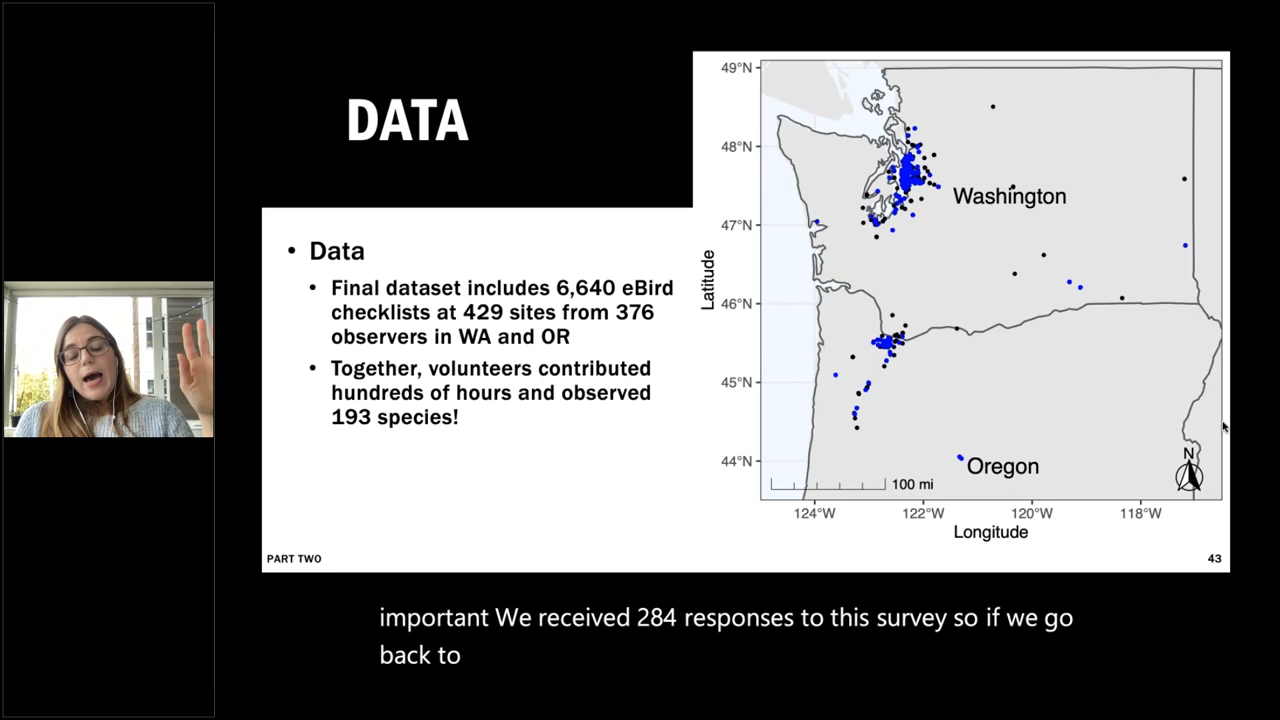 DATA
• Data
• Final dataset includes 6,640 eBird
checklists at 429 sites from 376
observers in WA and OR
• Together, volunteers contributed
hundreds of hours and observed
193 species!
PART TWO
49°N
48°N
47°N
46°N
45°N
44°N
Latitude
Washington
Oregon
N
100 mi
124°W 122°W 120°W 118°W
Longitude
43
important We received 284 responses to this survey so if we go
back to